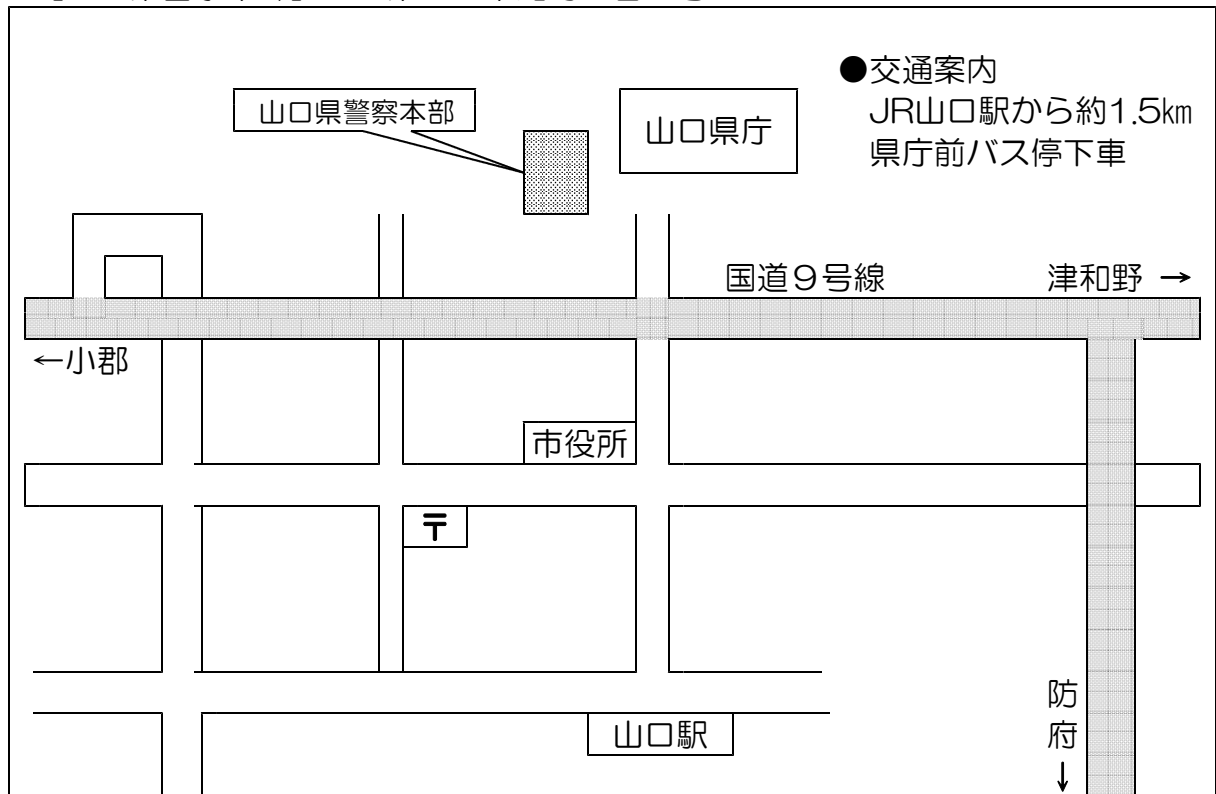 ●交通案内
JR山口駅から約1.5㎞
県庁前バス停下車
山口県警察本部
山口県庁
国道９号線
津和野 →
←小郡
市役所
〒
山口駅
防府↓